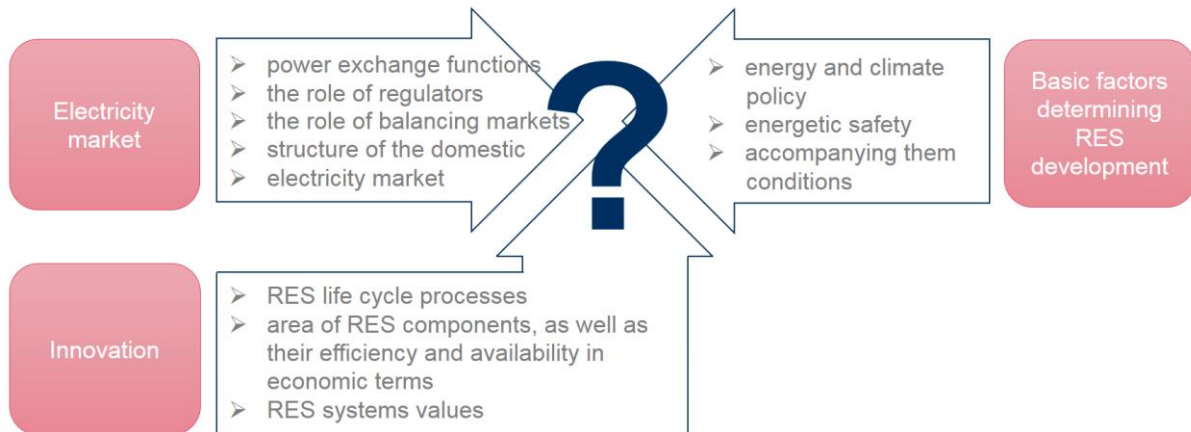 Electricity
market
➢ power exchange functions
➢ the role of regulators
➢ the role of balancing markets
➢ structure of the domestic
➢ electricity market
?
➢ energy and climate
policy
➢ energetic safety
➢ accompanying them
conditions
Basic factors
determining
RES
development
Innovation
➢ RES life cycle processes
➢ area of RES components, as well as
their efficiency and availability in
economic terms
➢ RES systems values